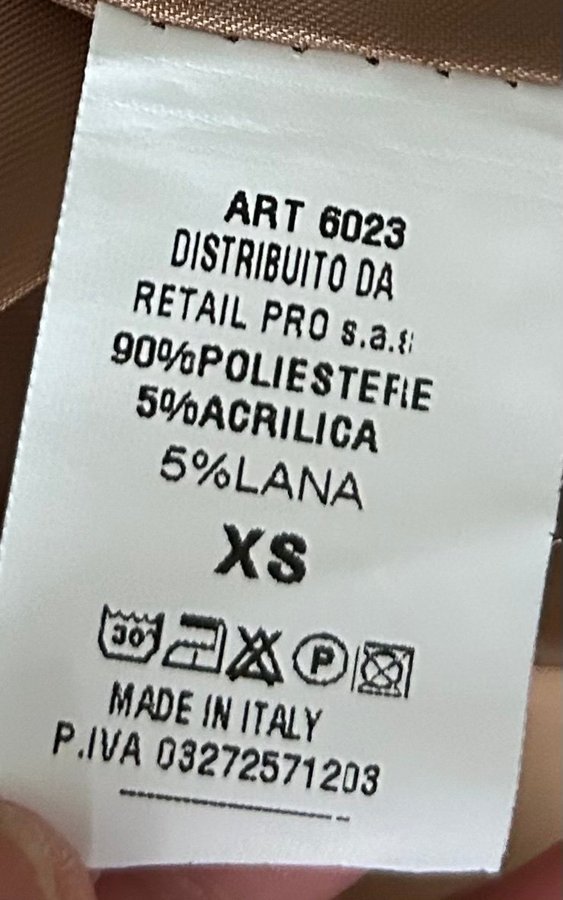 ART 6023
DISTRIBUITO DA
RETAIL PRO s.a.s
90%POLIESTERE
5%ACRILICA
5%LANA
XS
30° P
MADE IN ITALY
P.IVA 03272571203